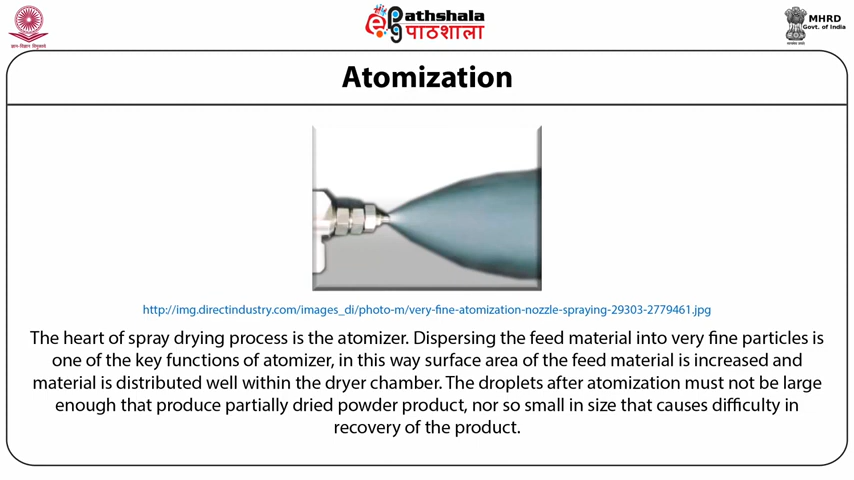 Pathshala
पाठशाला
MHRD
Govt. of India
ज्ञान-विज्ञान विमुक्तये
Atomization
http://img.directindustry.com/images_di/photo-m/very-fine-atomization-nozzle-spraying-29303-2779461.jpg
The heart of spray drying process is the atomizer. Dispersing the feed material into very fine particles is
one of the key functions of atomizer, in this way surface area of the feed material is increased and
material is distributed well within the dryer chamber. The droplets after atomization must not be large
enough that produce partially dried powder product, nor so small in size that causes difficulty in
recovery of the product.